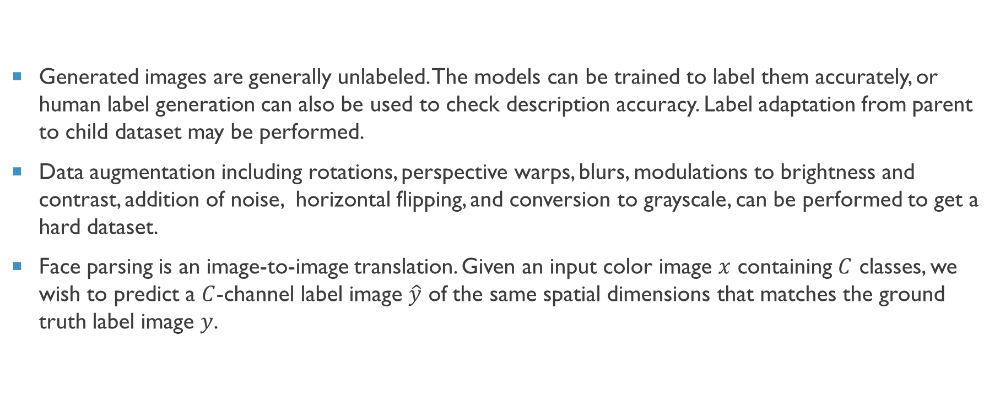 ▪ Generated images are generally unlabeled. The models can be trained to label them accurately, or
human label generation can also be used to check description accuracy. Label adaptation from parent
to child dataset may be performed.
▪ Data augmentation including rotations, perspective warps, blurs, modulations to brightness and
contrast, addition of noise,  horizontal flipping, and conversion to grayscale, can be performed to get a
hard dataset.
▪ Face parsing is an image-to-image translation. Given an input color image x containing C classes, we
wish to predict a C-channel label image ŷ of the same spatial dimensions that matches the ground
truth label image y.